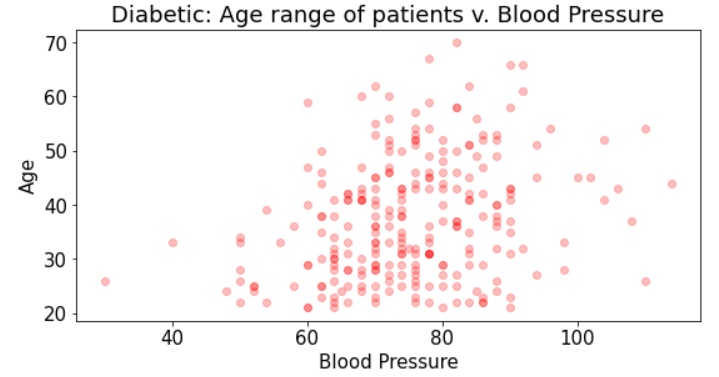 Diabetic: Age range of patients v. Blood Pressure
70
60
50
40
30
20
Age
40 60 80 100
Blood Pressure